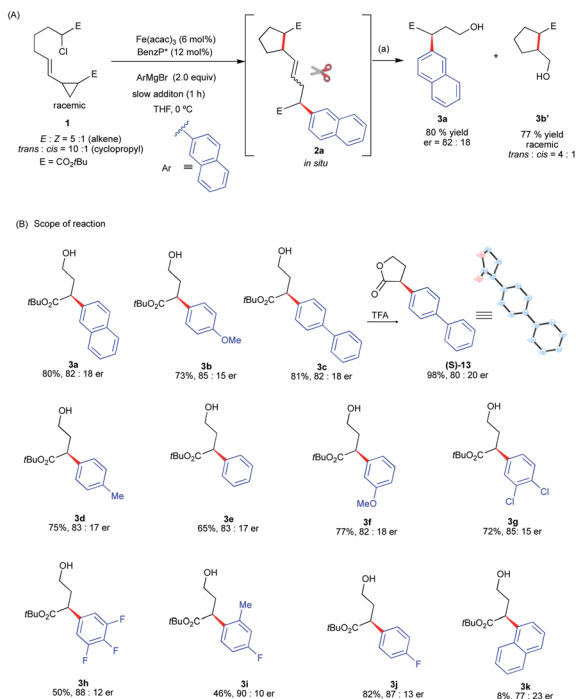 (A)
E
Cl
E
racemic
1
E : Z = 5 :1 (alkene)
trans : cis = 10 :1 (cyclopropyl)
E = CO₂tBu
Fe(acac)₃ (6 mol%)
BenzP* (12 mol%)
ArMgBr (2.0 equiv)
slow additon (1 h)
THF, 0 ºC
Ar
E
E
2a
in situ
(a)
E
OH
3a
80 % yield
er = 82 : 18
+
E
OH
3b'
77 % yield
racemic
trans : cis = 4 : 1
(B) Scope of reaction
OH
tBuO₂C
3a
80%, 82 : 18 er
OH
tBuO₂C
OMe
3b
73%, 85 : 15 er
OH
tBuO₂C
3c
81%, 82 : 18 er
TFA
O
O
(S)-13
98%, 80 : 20 er
OH
tBuO₂C
Me
3d
75%, 83 : 17 er
OH
tBuO₂C
3e
65%, 83 : 17 er
OH
tBuO₂C
MeO
3f
77%, 82 : 18 er
OH
tBuO₂C
Cl
Cl
3g
72%, 85: 15 er
OH
tBuO₂C
F
F
F
3h
50%, 88 : 12 er
OH
Me
tBuO₂C
F
3i
46%, 90 : 10 er
OH
tBuO₂C
F
3j
82%, 87 : 13 er
OH
tBuO₂C
3k
8%, 77 : 23 er